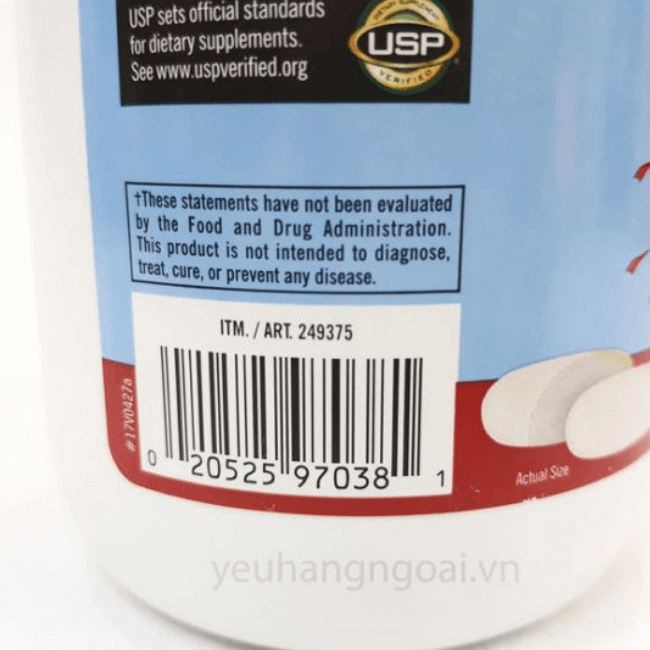 USP sets official standards
for dietary supplements.
See www.uspverified.org
DIETARY SUPPLEMENT
USP
VERIFIED
†These statements have not been evaluated
by the Food and Drug Administration.
This product is not intended to diagnose,
treat, cure, or prevent any disease.
ITM. / ART. 249375
#17V0427a
0 20525 97038 1
Actual Size
yeuhangngoai.vn